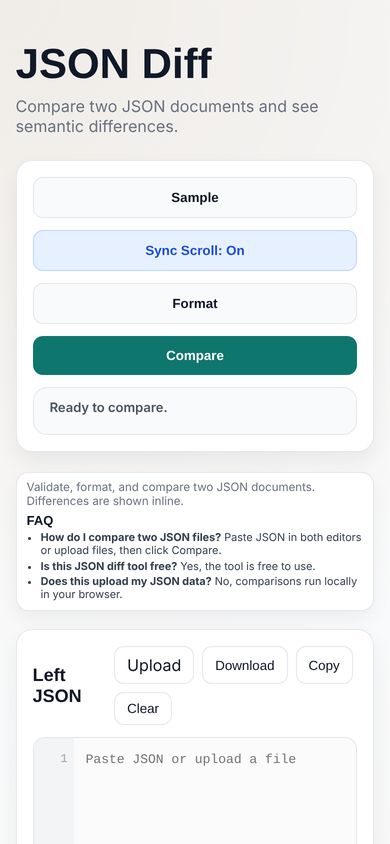 JSON Diff
Compare two JSON documents and see
semantic differences.
Sample
Sync Scroll: On
Format
Compare
Ready to compare.
Validate, format, and compare two JSON documents.
Differences are shown inline.
FAQ
• How do I compare two JSON files? Paste JSON in both editors
or upload files, then click Compare.
• Is this JSON diff tool free? Yes, the tool is free to use.
• Does this upload my JSON data? No, comparisons run locally
in your browser.
Left
JSON
Upload Download Copy
Clear
1 Paste JSON or upload a file